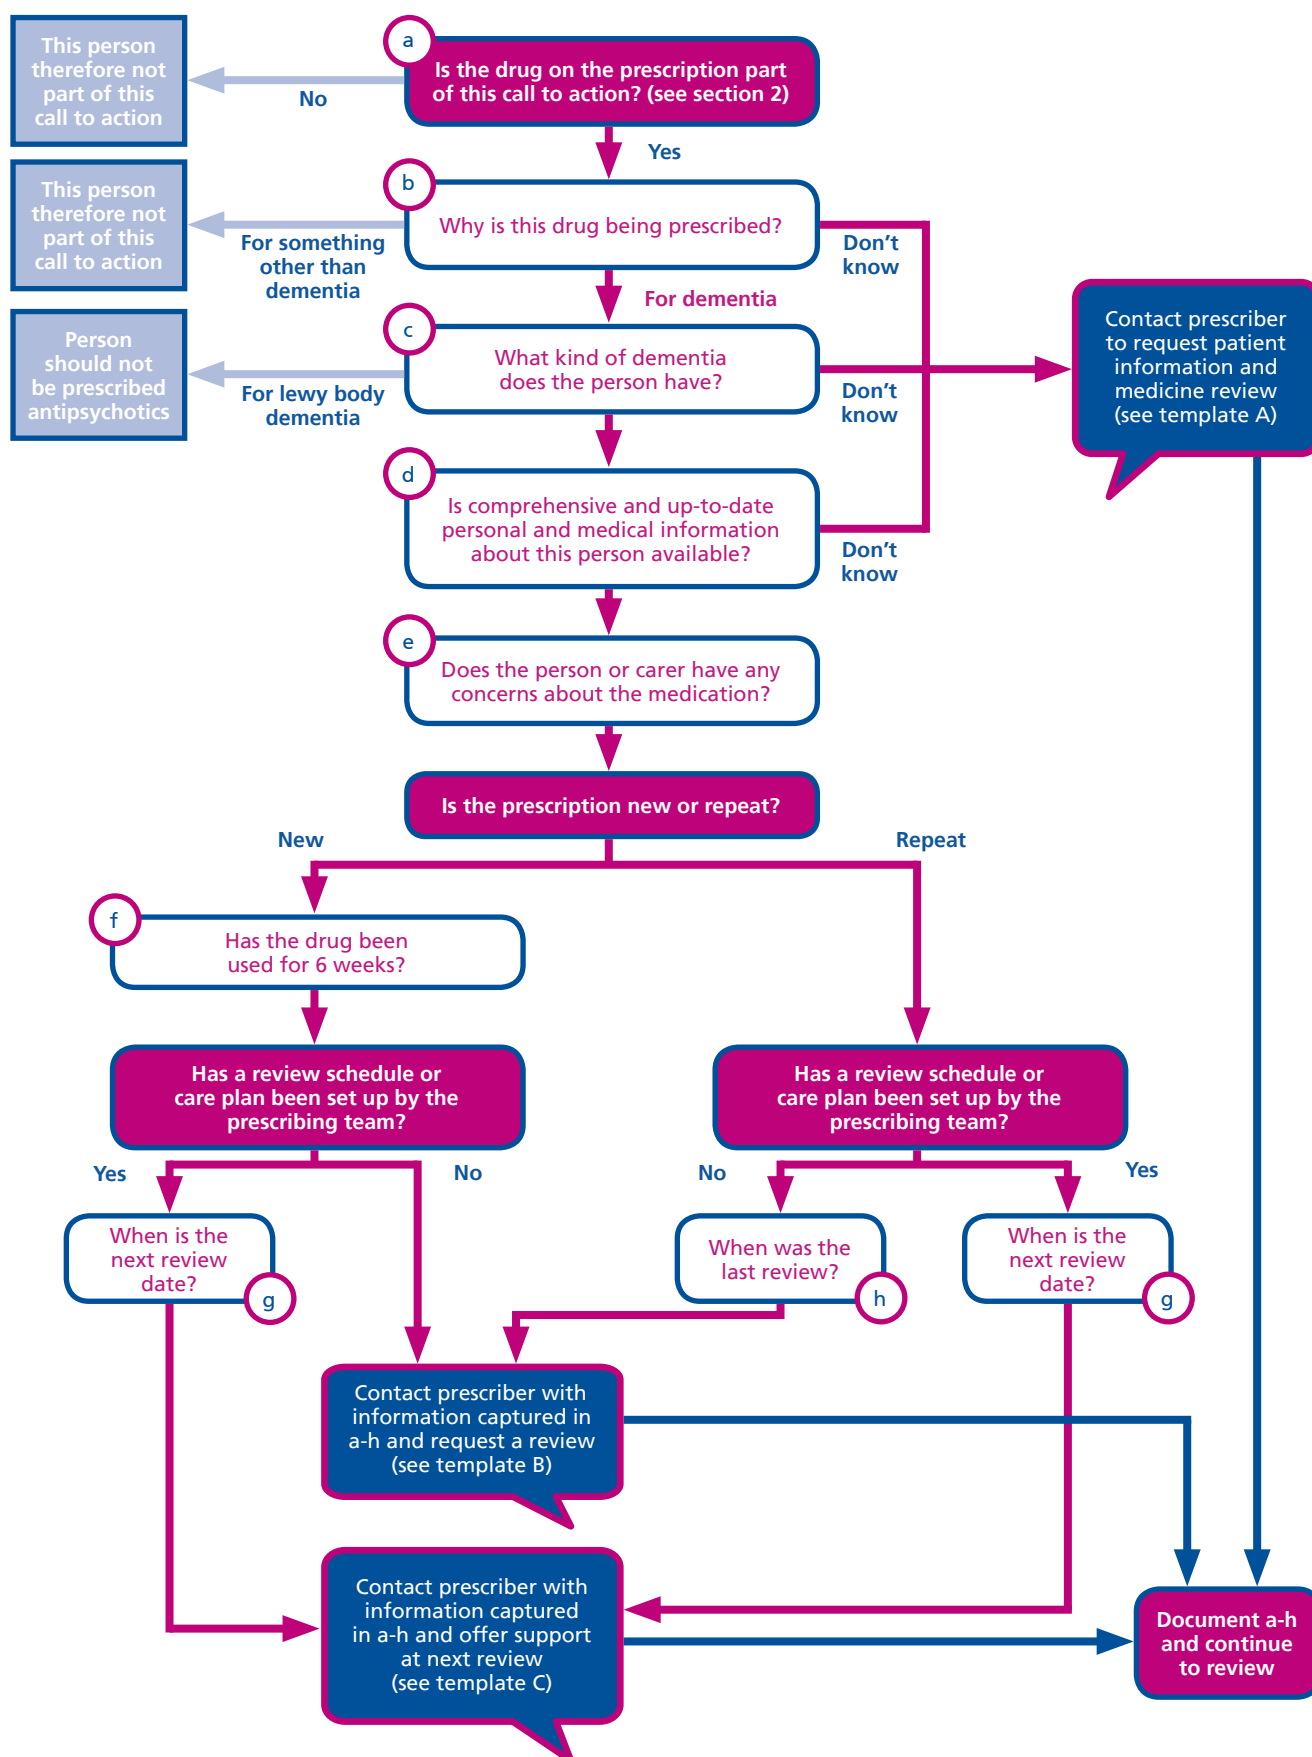 This person
therefore not
part of this
call to action
a
Is the drug on the prescription part
of this call to action? (see section 2)
No
Yes
This person
therefore not
part of this
call to action
b
Why is this drug being prescribed?
For something
other than
dementia
Don't
know
For dementia
Person
should not
be prescribed
antipsychotics
c
What kind of dementia
does the person have?
For lewy body
dementia
Don't
know
Contact prescriber
to request patient
information and
medicine review
(see template A)
d
Is comprehensive and up-to-date
personal and medical information
about this person available?
Don't
know
e
Does the person or carer have any
concerns about the medication?
Is the prescription new or repeat?
New
Repeat
f
Has the drug been
used for 6 weeks?
Has a review schedule or
care plan been set up by the
prescribing team?
Has a review schedule or
care plan been set up by the
prescribing team?
Yes
No
No
Yes
When is the
next review
date?
g
When was the
last review?
h
When is the
next review
date?
g
Contact prescriber with
information captured in
a-h and request a review
(see template B)
Contact prescriber with
information captured
in a-h and offer support
at next review
(see template C)
Document a-h
and continue
to review